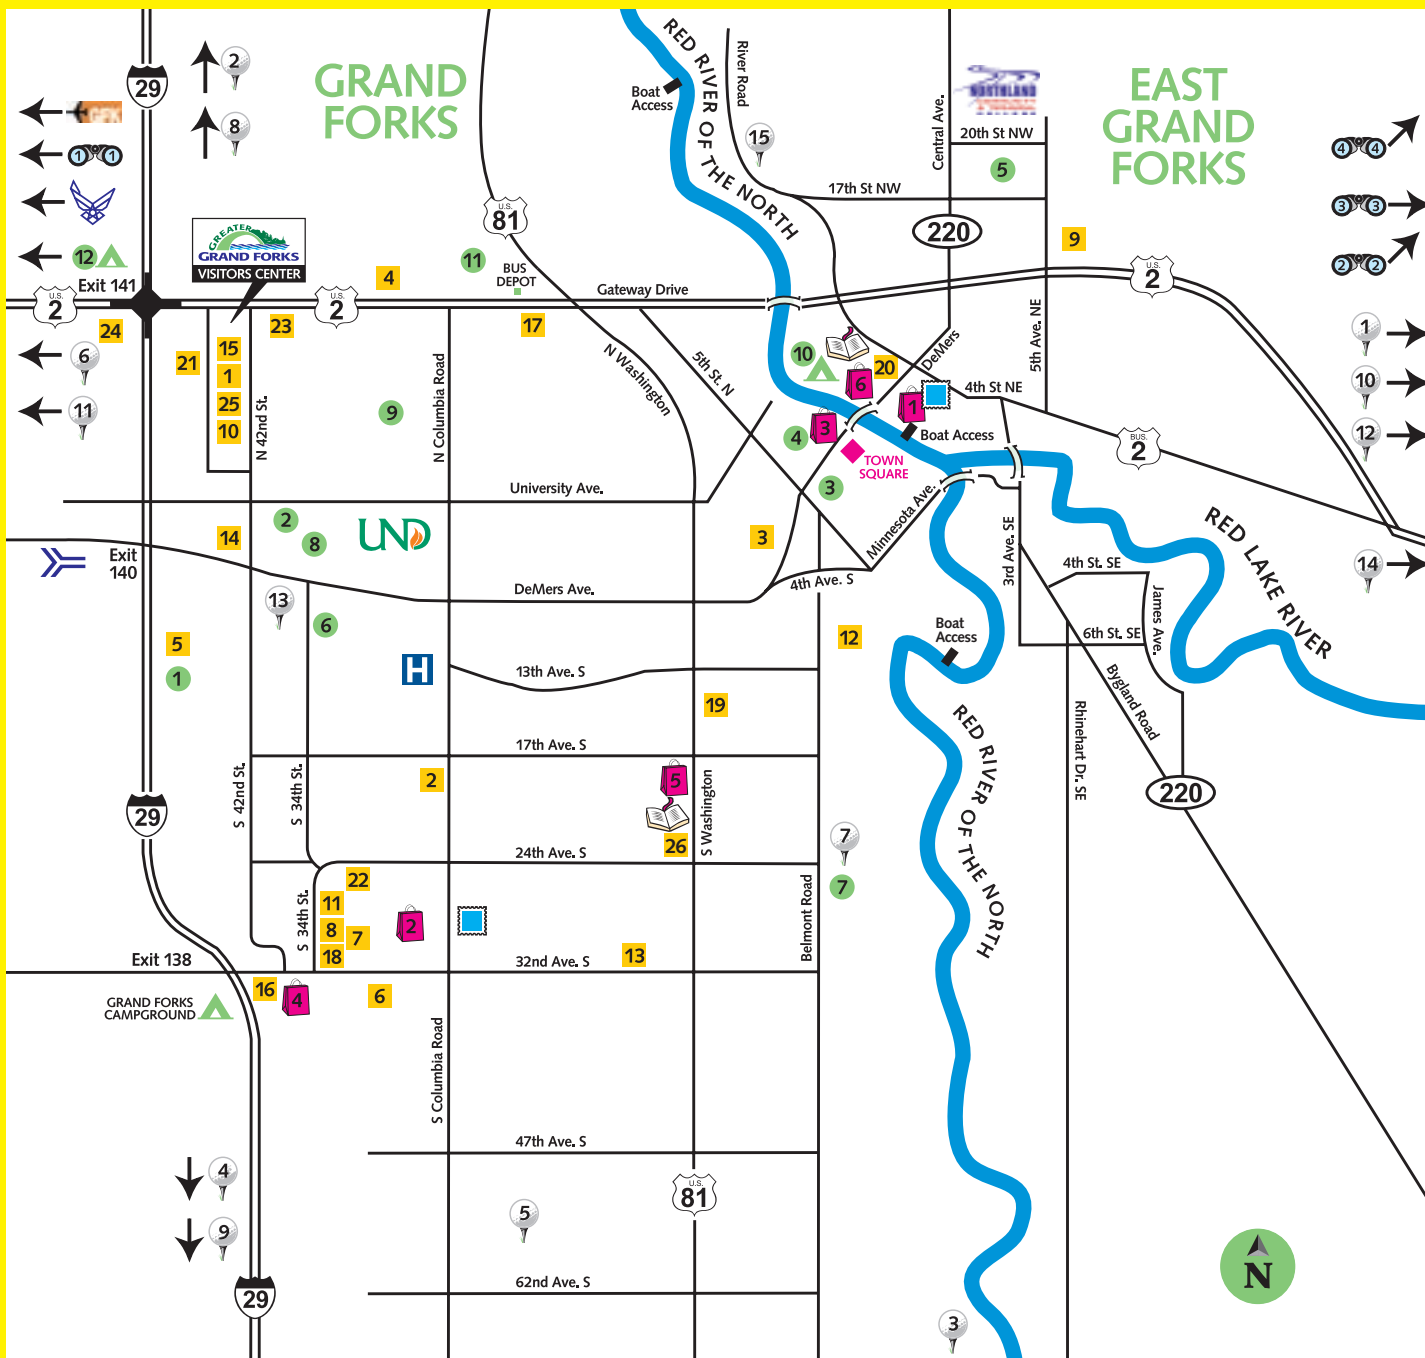 GRAND
FORKS
EAST
GRAND
FORKS
29
2
8
1 1
12
Exit 141
U.S.
2
24
6
11
GREATER
GRAND FORKS
VISITORS CENTER
U.S.
2
4
23
21
15
1
25
10
N 42nd St.
9
N Columbia Road
11
BUS
DEPOT
17
Gateway Drive
U.S.
81
N Washington
5th St. N
Boat
Access
RED RIVER OF THE NORTH
River Road
15
17th St NW
Central Ave.
NORTHLAND
20th St NW
5
220
9
5th Ave. NE
U.S.
2
4 4
3 3
2 2
1
10
12
14
10
20
6
DeMers
1
3
4
TOWN
SQUARE
3
Boat Access
4th St NE
BUS.
2
Minnesota Ave.
University Ave.
14
2
8
UND
Exit
140
13
6
DeMers Ave.
3
4th Ave. S
3rd Ave. SE
4th St. SE
James Ave.
6th St. SE
RED LAKE RIVER
Boat
Access
Bygland Road
Rhinehart Dr. SE
220
5
1
H
13th Ave. S
12
19
17th Ave. S
2
5
26
S Washington
S 42nd St.
S 34th St.
29
24th Ave. S
7
7
Belmont Road
RED RIVER OF THE NORTH
22
11
8
7
18
S 34th St.
2
13
Exit 138
32nd Ave. S
16
4
6
GRAND FORKS
CAMPGROUND
S Columbia Road
47th Ave. S
4
9
29
5
U.S.
81
62nd Ave. S
3
N